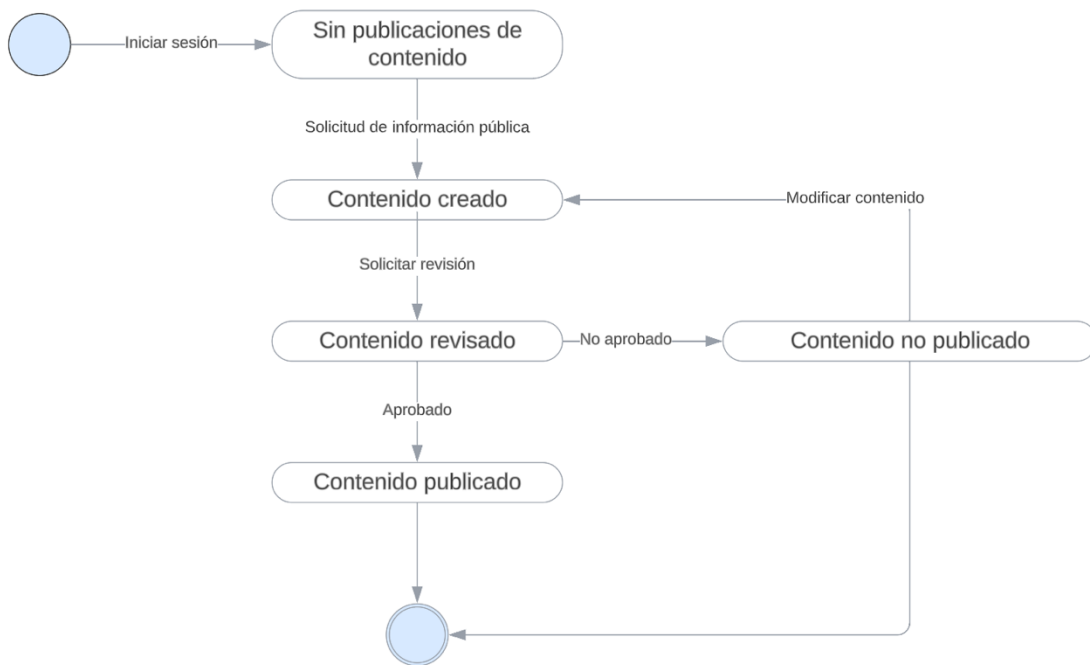 Iniciar sesión
Sin publicaciones de
contenido
Solicitud de información pública
Contenido creado
Modificar contenido
Solicitar revisión
Contenido revisado
No aprobado
Contenido no publicado
Aprobado
Contenido publicado